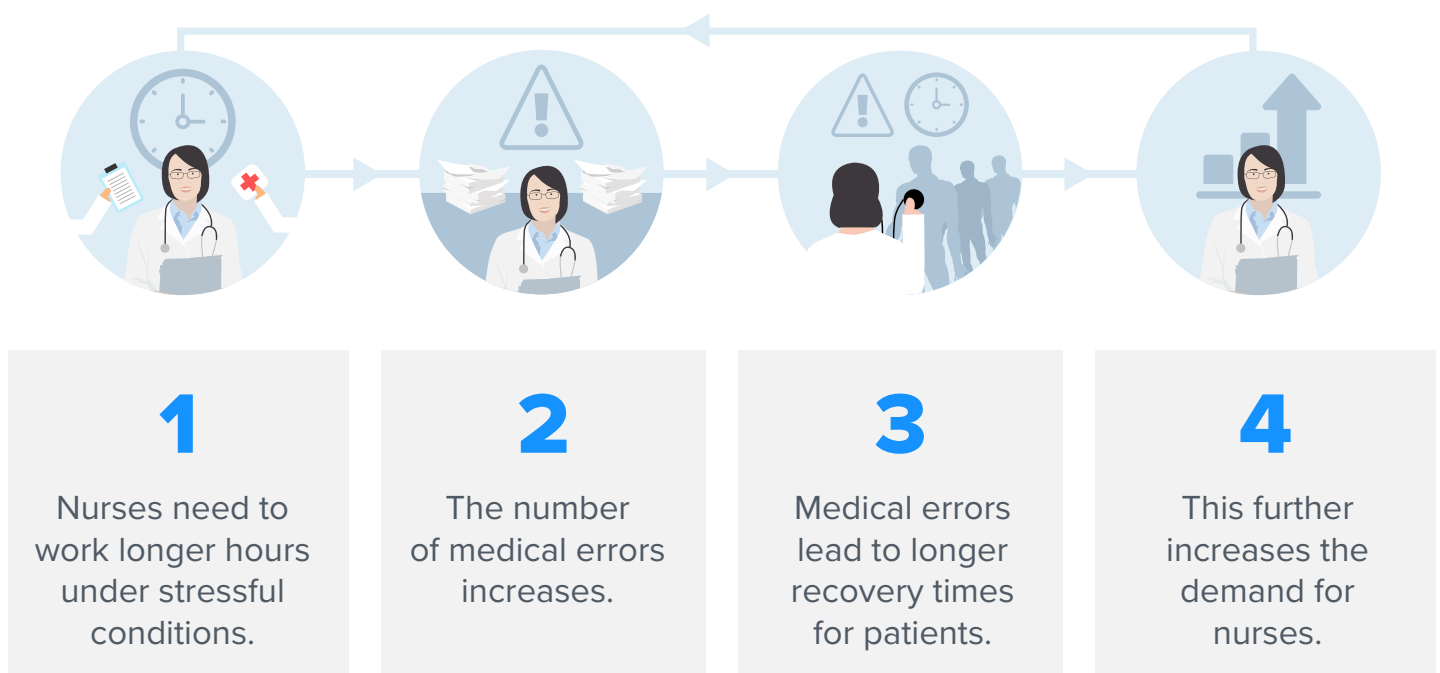 1
Nurses need to
work longer hours
under stressful
conditions.
2
The number
of medical errors
increases.
3
Medical errors
lead to longer
recovery times
for patients.
4
This further
increases the
demand for
nurses.